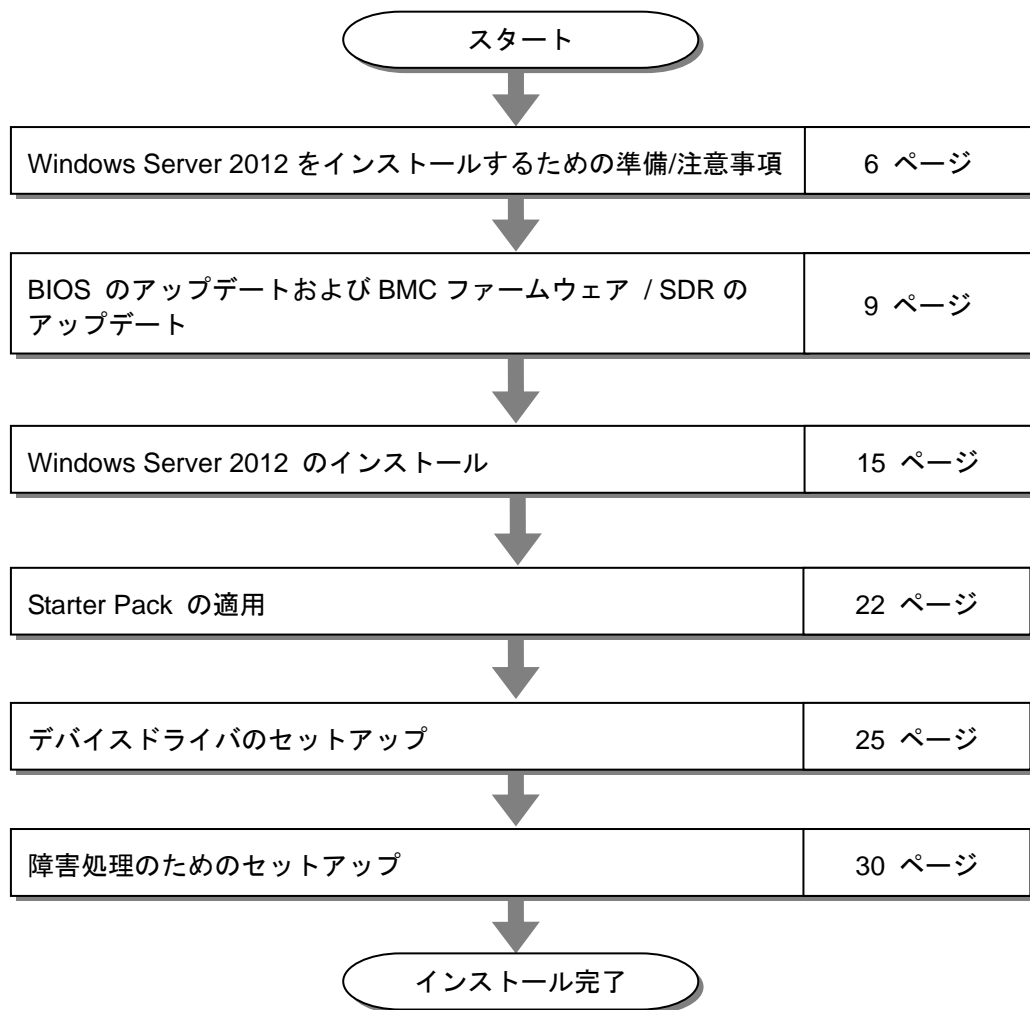 スタート
Windows Server 2012 をインストールするための準備/注意事項
6 ページ
BIOS のアップデートおよび BMC ファームウェア / SDR の
アップデート
9 ページ
Windows Server 2012 のインストール
15 ページ
Starter Pack の適用
22 ページ
デバイスドライバのセットアップ
25 ページ
障害処理のためのセットアップ
30 ページ
インストール完了